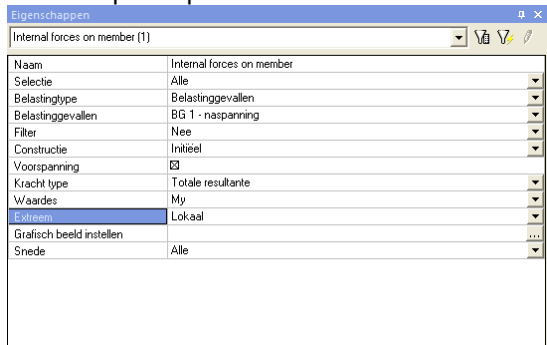 Eigenschappen
Internal forces on member (1)
Naam Internal forces on member
Selectie Alle
Belastingtype Belastinggevallen
Belastinggevallen BG 1 - naspanning
Filter Nee
Constructie Initiëel
Voorspanning
Kracht type Totale resultante
Waardes My
Extreem Lokaal
Grafisch beeld instellen ...
Snede Alle